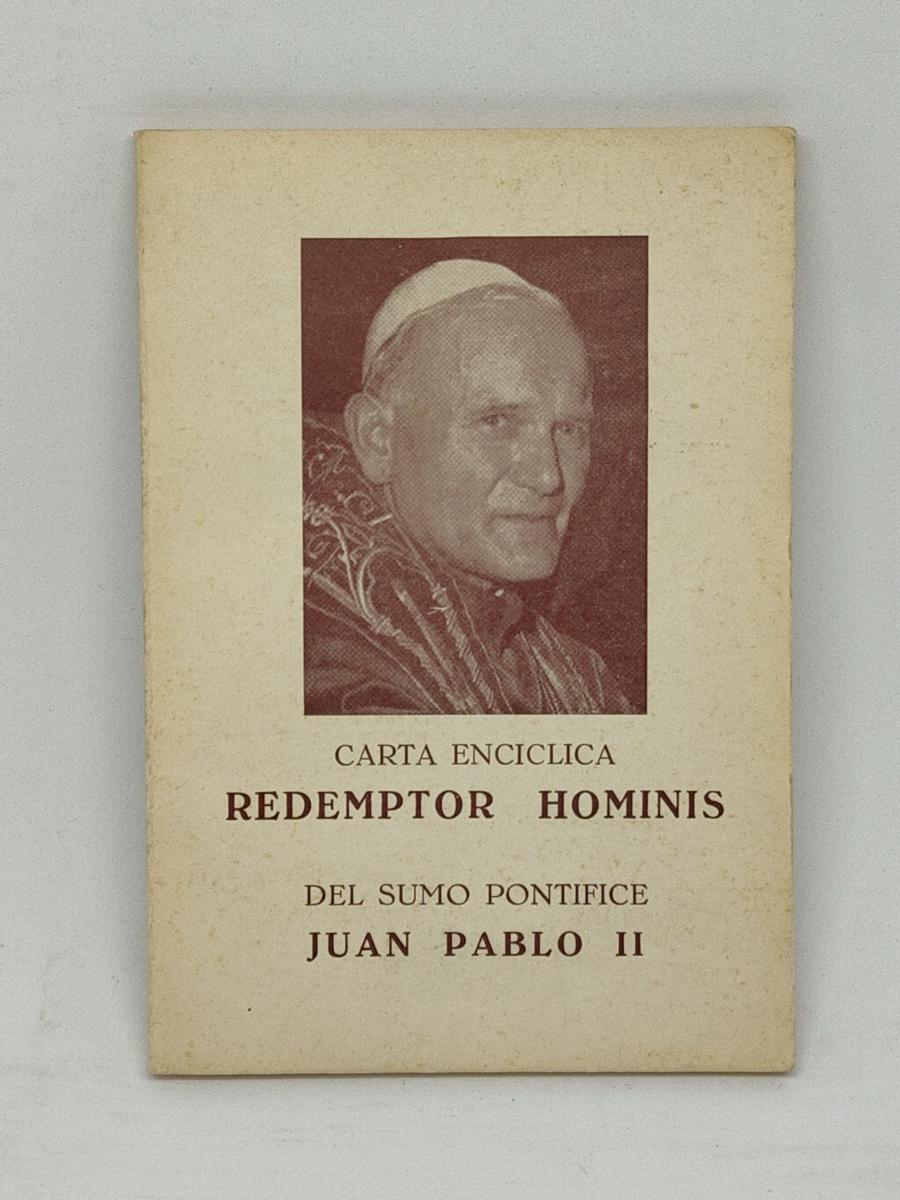 CARTA ENCICLICA
REDEMPTOR HOMINIS
DEL SUMO PONTIFICE
JUAN PABLO II